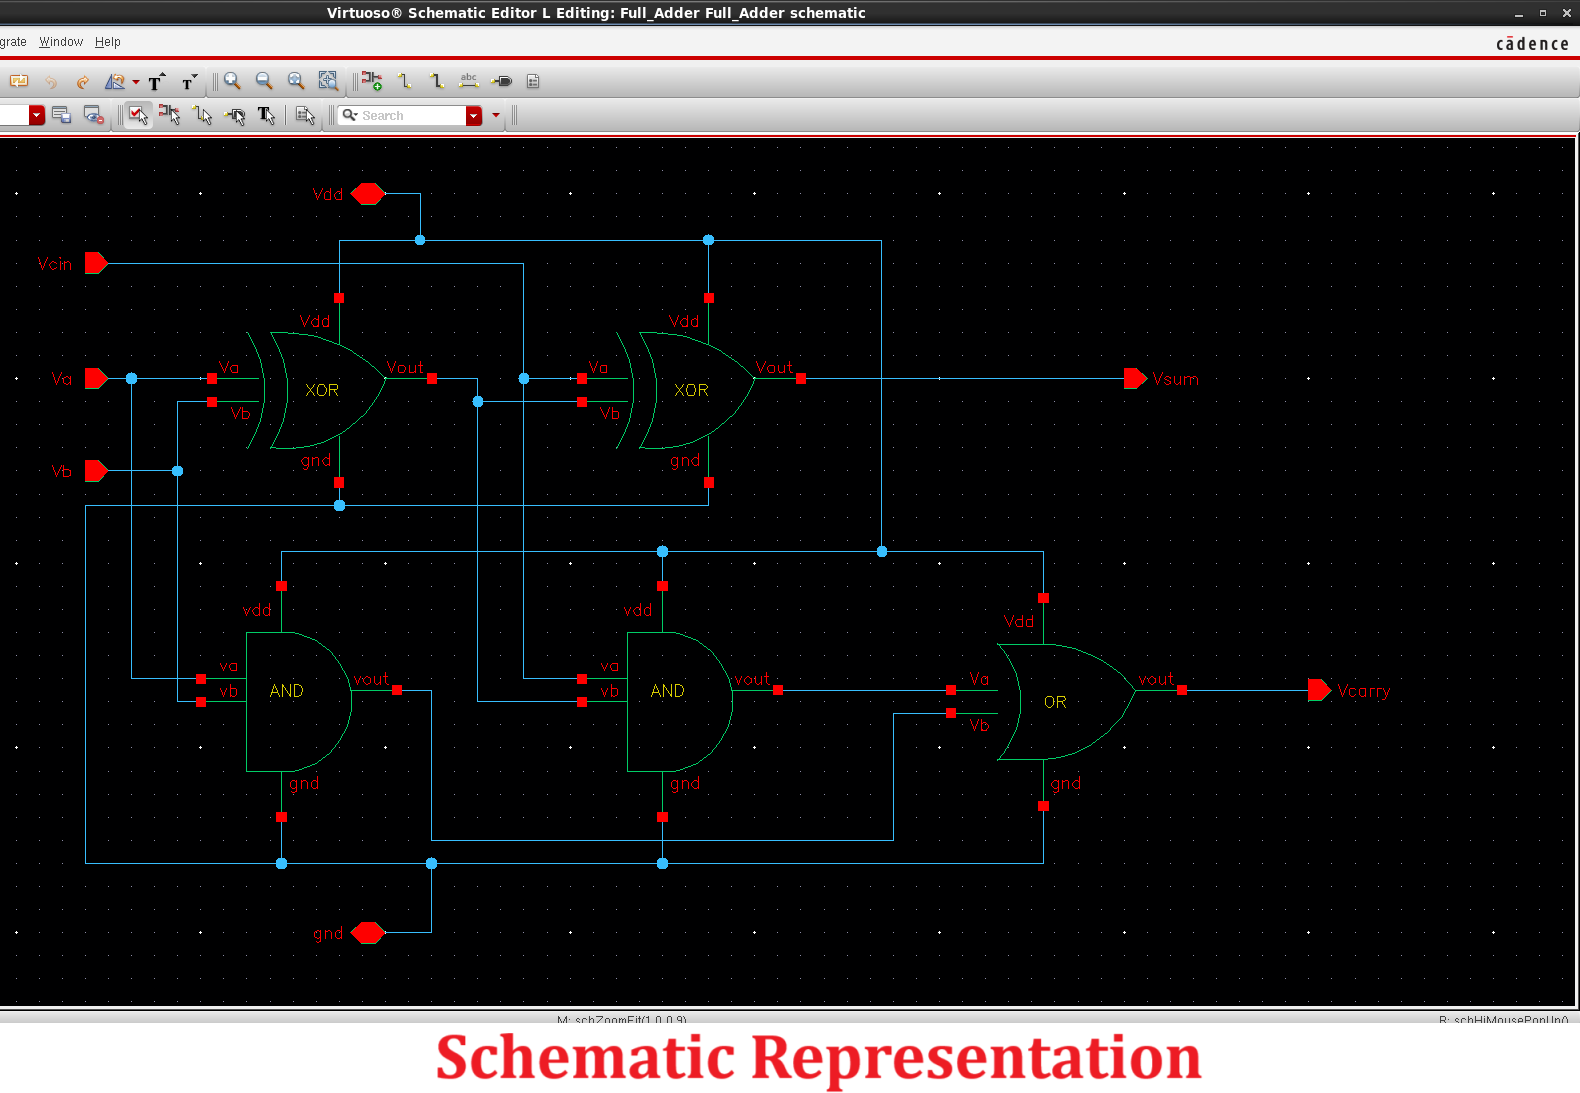 Virtuoso® Schematic Editor L Editing: Full_Adder Full_Adder schematic
grate Window Help
cādence
T T abc
T Search
Vdd
Vcin
Vdd Vdd
Va Va Vout Va Vout Vsum
XOR XOR
Vb Vb
gnd gnd
Vb
vdd vdd
Vdd
va va
vout vout Va vout
vb AND vb AND OR Vcarry
Vb
gnd gnd gnd
gnd
M: schZoomFit(1.0 0.9) R: schHiMousePopUp()
Schematic Representation